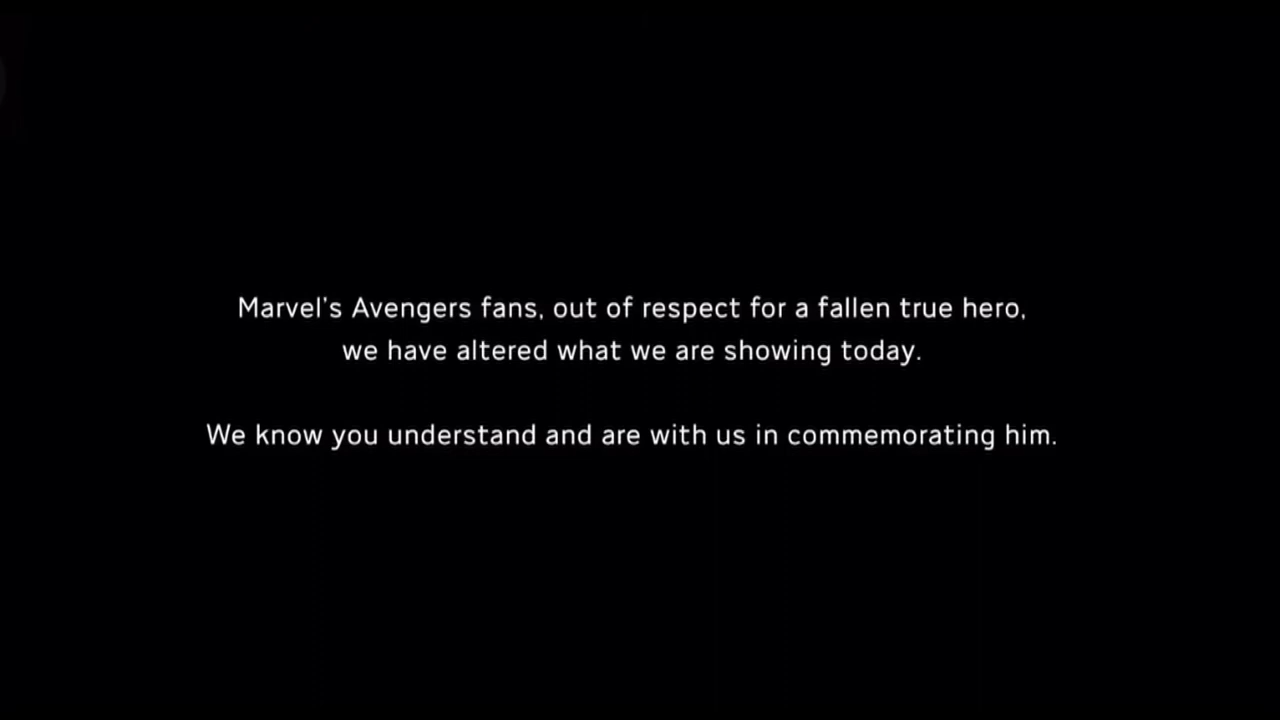 Marvel's Avengers fans, out of respect for a fallen true hero,
we have altered what we are showing today.
We know you understand and are with us in commemorating him.